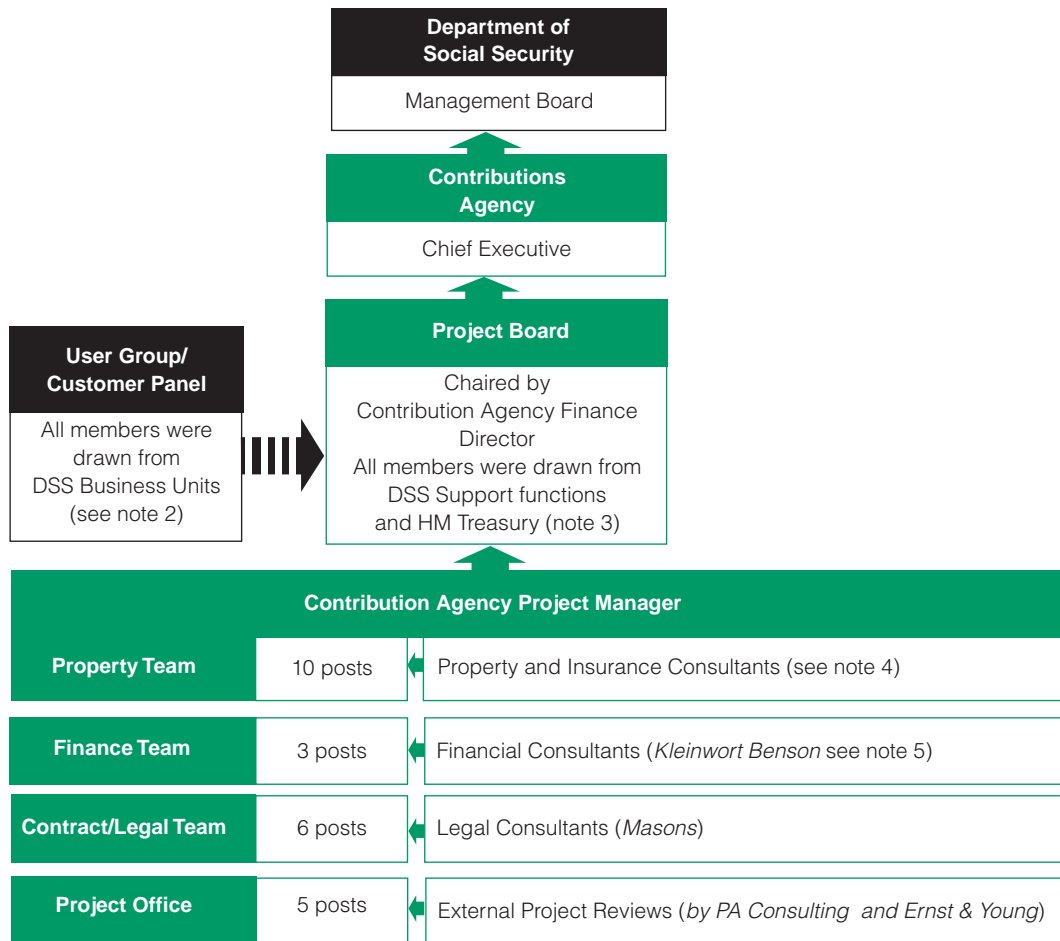 Department of
Social Security
Management Board
Contributions
Agency
Chief Executive
Project Board
Chaired by
Contribution Agency Finance
Director
All members were drawn from
DSS Support functions
and HM Treasury (note 3)
User Group/
Customer Panel
All members were
drawn from
DSS Business Units
(see note 2)
Contribution Agency Project Manager
Property Team
10 posts
Property and Insurance Consultants (see note 4)
Finance Team
3 posts
Financial Consultants (Kleinwort Benson see note 5)
Contract/Legal Team
6 posts
Legal Consultants (Masons)
Project Office
5 posts
External Project Reviews (by PA Consulting and Ernst & Young)